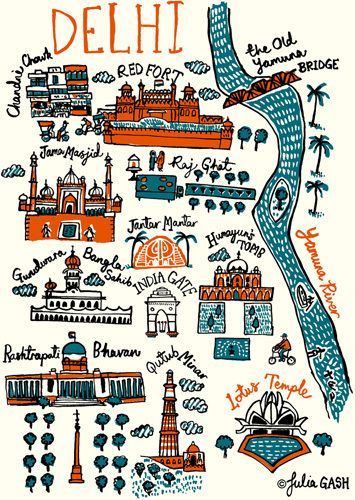 DELHI
Chandni Chowk
RED FORT
the Old
Yamuna
BRIDGE
Jama Masjid
Raj Ghat
Jantar Mantar
Humayun's
TOMB
Gurudwara Bangla
Sahib
INDIA GATE
Yamuna River
Rashtrapati Bhavan
Qutub Minar
Lotus Temple
©Julia GASH